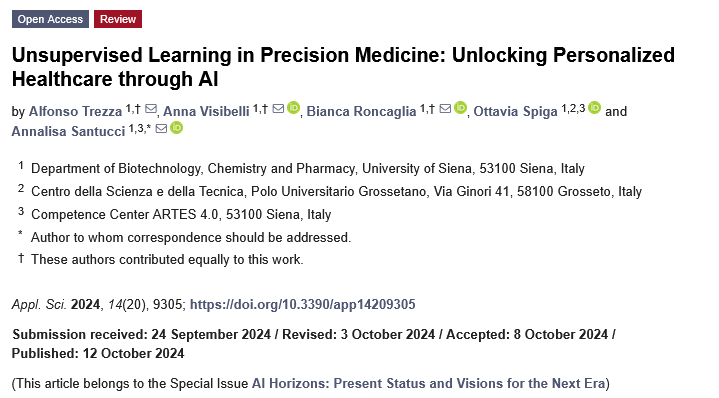 Open Access Review
Unsupervised Learning in Precision Medicine: Unlocking Personalized
Healthcare through AI
by Alfonso Trezza 1,†, Anna Visibelli 1,†, Bianca Roncaglia 1,†, Ottavia Spiga 1,2,3 and
Annalisa Santucci 1,3,*
1 Department of Biotechnology, Chemistry and Pharmacy, University of Siena, 53100 Siena, Italy
2 Centro della Scienza e della Tecnica, Polo Universitario Grossetano, Via Ginori 41, 58100 Grosseto, Italy
3 Competence Center ARTES 4.0, 53100 Siena, Italy
* Author to whom correspondence should be addressed.
† These authors contributed equally to this work.
Appl. Sci. 2024, 14(20), 9305; https://doi.org/10.3390/app14209305
Submission received: 24 September 2024 / Revised: 3 October 2024 / Accepted: 8 October 2024 /
Published: 12 October 2024
(This article belongs to the Special Issue AI Horizons: Present Status and Visions for the Next Era)